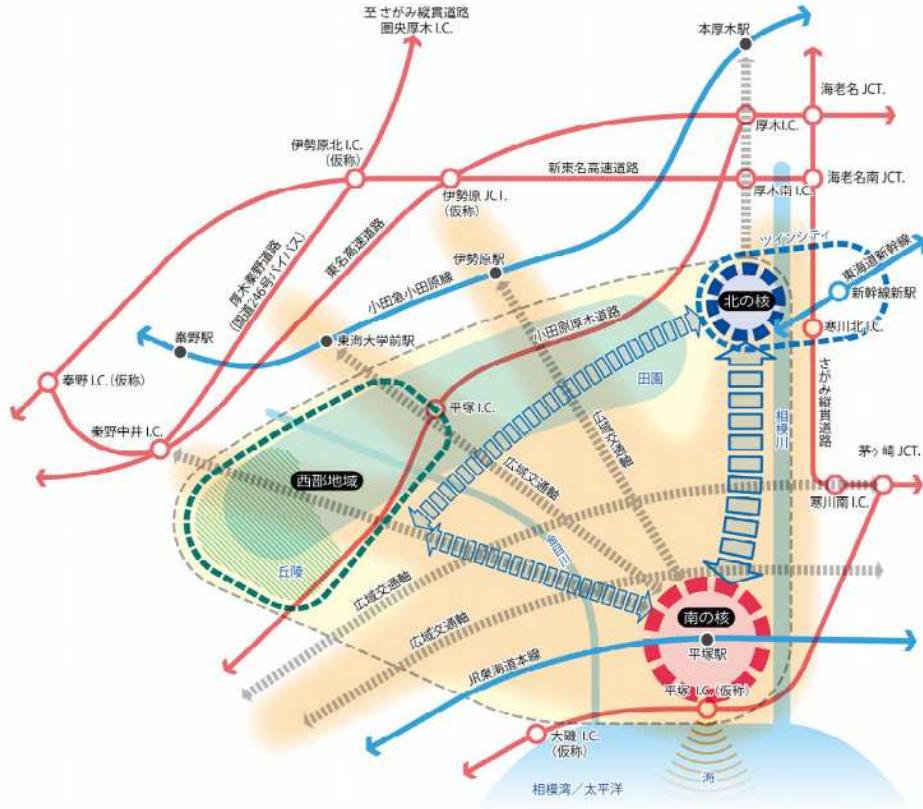 至 さがみ縦貫道路
圏央厚木 I.C.
本厚木駅
海老名 JCT.
厚木I.C.
伊勢原北 I.C.
(仮称)
新東名高速道路
伊勢原 JCT.
(仮称)
厚木南 I.C.
海老名南 JCT.
ツインシティ
東海道新幹線
伊勢原駅
厚木秦野道路
(国道246号バイパス)
東名高速道路
小田急小田原線
北の核
新幹線新駅
寒川北 I.C.
秦野駅
東海大学前駅
小田原厚木道路
田園
さがみ縦貫道路
秦野 I.C. (仮称)
平塚 I.C.
相模川
広域交通軸
秦野中井 I.C.
茅ヶ崎 JCT.
西部地域
広域交通軸
寒川南 I.C.
金目川
丘陵
広域交通軸
南の核
広域交通軸
平塚駅
JR東海道本線
平塚 I.C. (仮称)
大磯 I.C.
(仮称)
海
相模湾／太平洋